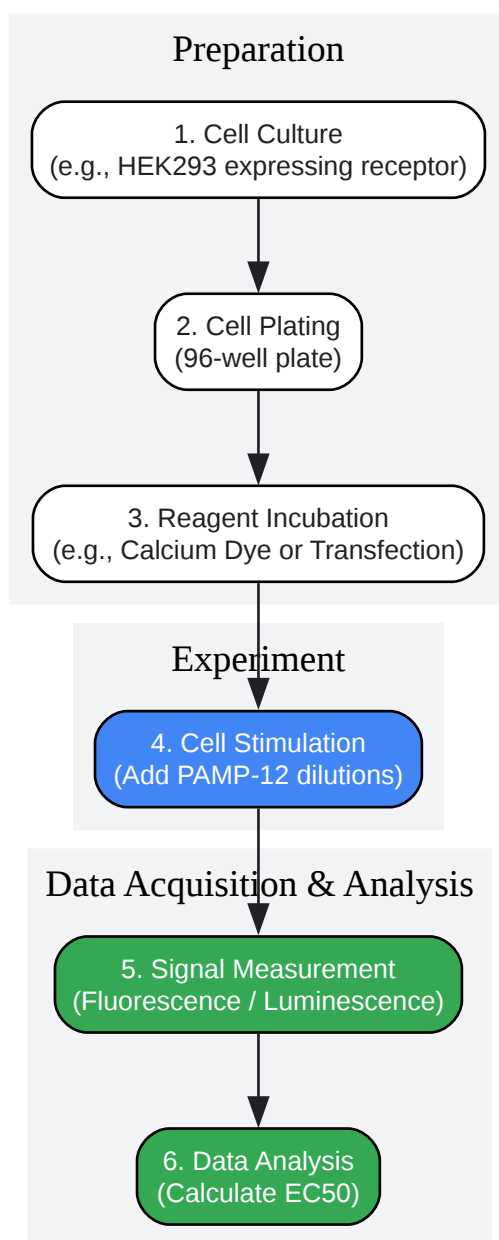 Preparation
1. Cell Culture
(e.g., HEK293 expressing receptor)
2. Cell Plating
(96-well plate)
3. Reagent Incubation
(e.g., Calcium Dye or Transfection)
Experiment
4. Cell Stimulation
(Add PAMP-12 dilutions)
Data Acquisition & Analysis
5. Signal Measurement
(Fluorescence / Luminescence)
6. Data Analysis
(Calculate EC50)